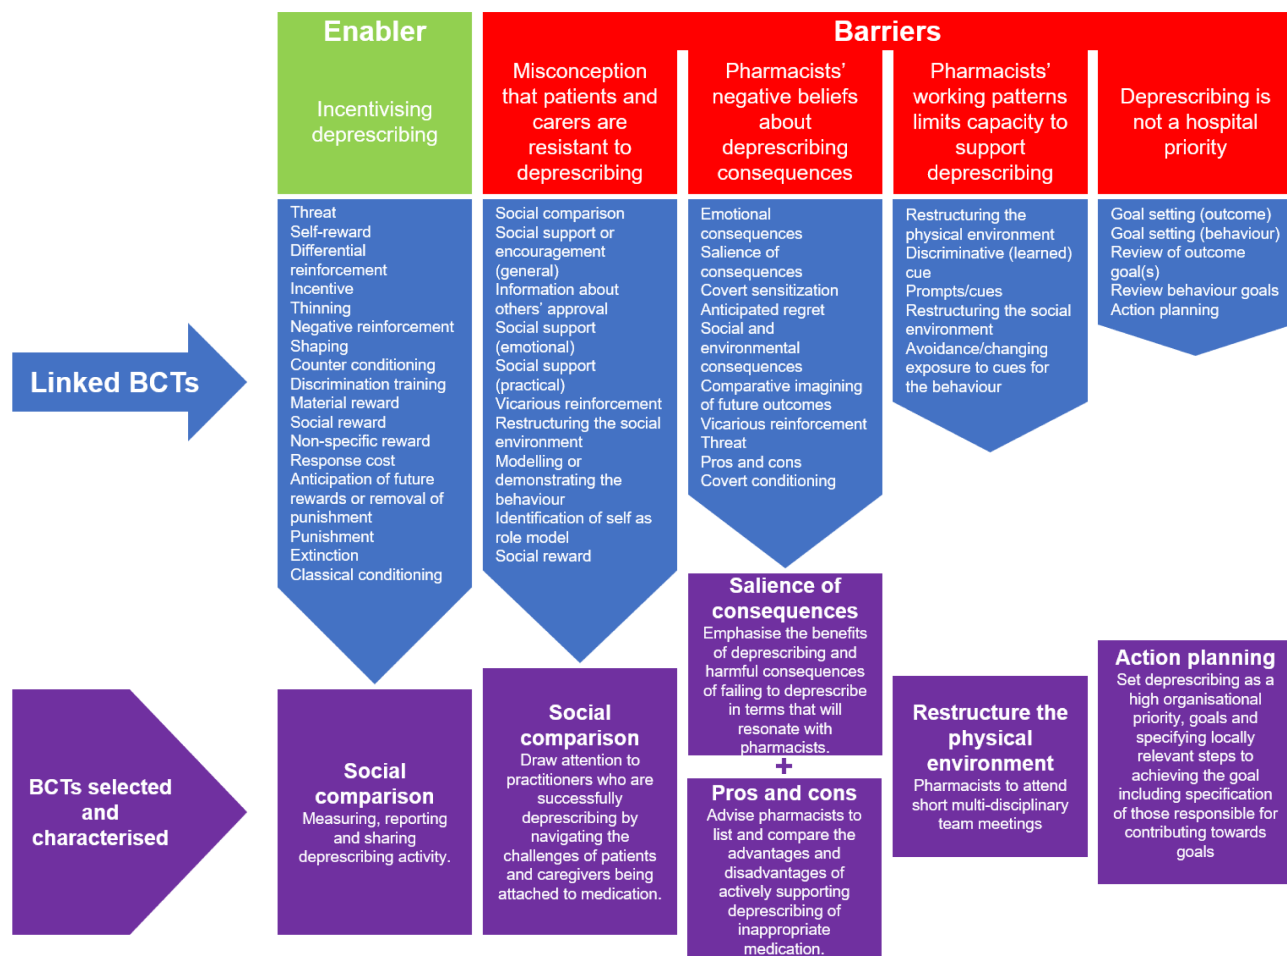 Enabler
Barriers
Incentivising
deprescribing
Misconception
that patients and
carers are
resistant to
deprescribing
Pharmacists’
negative beliefs
about
deprescribing
consequences
Pharmacists’
working patterns
limits capacity to
support
deprescribing
Deprescribing is
not a hospital
priority
Linked BCTs
Threat
Self-reward
Differential
reinforcement
Incentive
Thinning
Negative reinforcement
Shaping
Counter conditioning
Discrimination training
Material reward
Social reward
Non-specific reward
Response cost
Anticipation of future
rewards or removal of
punishment
Punishment
Extinction
Classical conditioning
Social comparison
Social support or
encouragement
(general)
Information about
others’ approval
Social support
(emotional)
Social support
(practical)
Vicarious reinforcement
Restructuring the social
environment
Modelling or
demonstrating the
behaviour
Identification of self as
role model
Social reward
Emotional
consequences
Salience of
consequences
Covert sensitization
Anticipated regret
Social and
environmental
consequences
Comparative imagining
of future outcomes
Vicarious reinforcement
Threat
Pros and cons
Covert conditioning
Restructuring the
physical environment
Discriminative (learned)
cue
Prompts/cues
Restructuring the social
environment
Avoidance/changing
exposure to cues for
the behaviour
Goal setting (outcome)
Goal setting (behaviour)
Review of outcome
goal(s)
Review behaviour goals
Action planning
BCTs selected
and
characterised
Social
comparison
Measuring, reporting
and sharing
deprescribing activity.
Social
comparison
Draw attention to
practitioners who are
successfully
deprescribing by
navigating the
challenges of patients
and caregivers being
attached to medication.
Salience of
consequences
Emphasise the benefits
of deprescribing and
harmful consequences
of failing to deprescribe
in terms that will
resonate with
pharmacists.
+
Pros and cons
Advise pharmacists to
list and compare the
advantages and
disadvantages of
actively supporting
deprescribing of
inappropriate
medication.
Restructure the
physical
environment
Pharmacists to attend
short multi-disciplinary
team meetings
Action planning
Set deprescribing as a
high organisational
priority, goals and
specifying locally
relevant steps to
achieving the goal
including specification
of those responsible for
contributing towards
goals